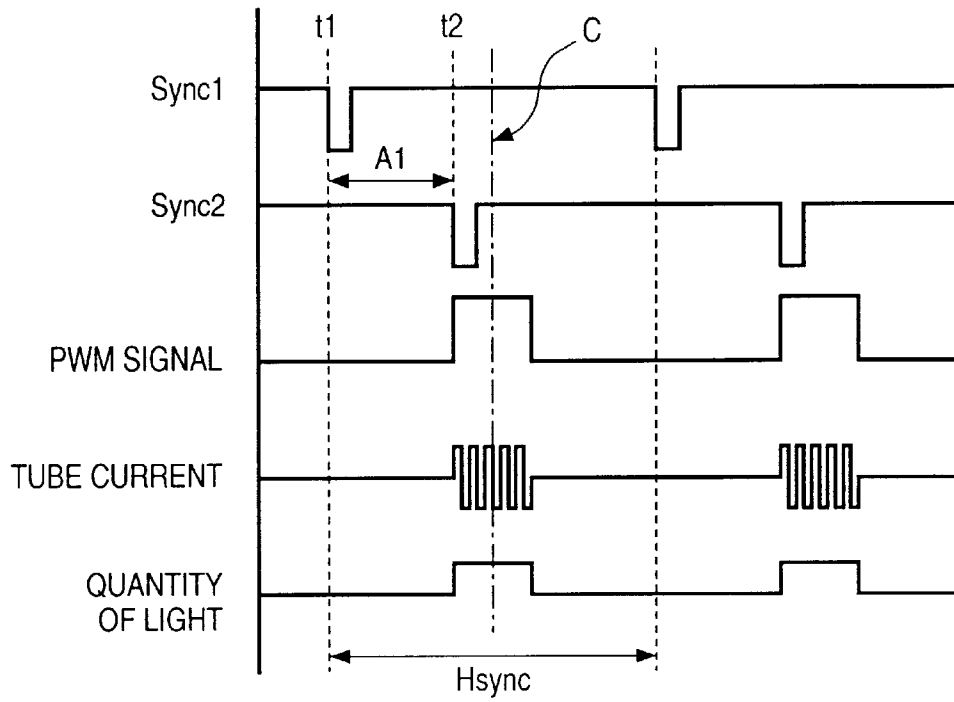 t1
t2
C
Sync1
A1
Sync2
PWM SIGNAL
TUBE CURRENT
QUANTITY
OF LIGHT
Hsync